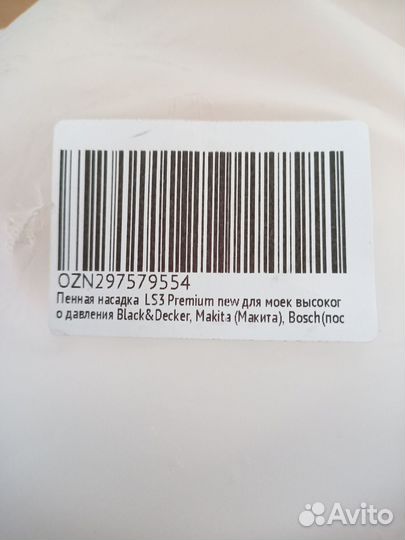 OZN297579554
Пенная насадка LS3 Premium new для моек высоког
о давления Black&Decker, Makita (Макита), Bosch(пос
Avito